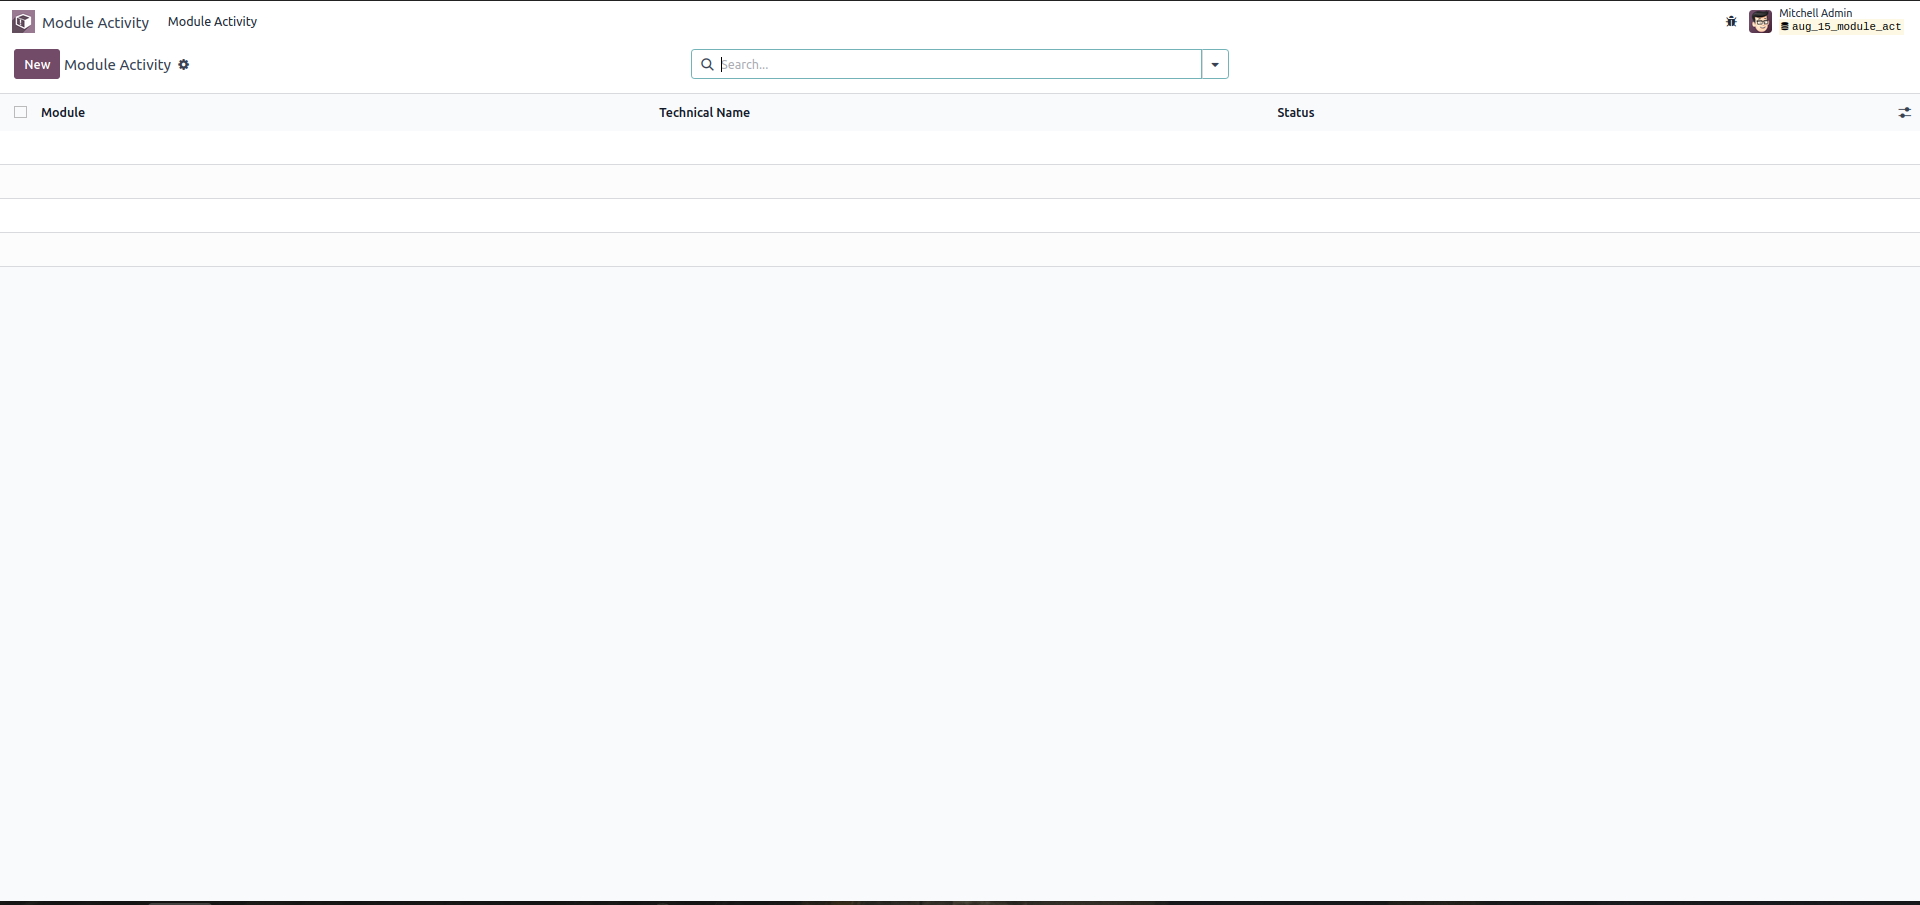 Module Activity
Module Activity
Mitchell Admin
aug_15_module_act
New
Module Activity
Search...
Module
Technical Name
Status